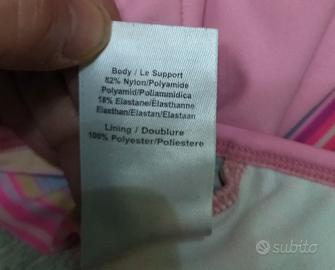 Body / Le Support
82% Nylon/Polyamide
Polyamid/Poliammidica
18% Elastane/Élasthanne
Elasthan/Elastan/Elastaan
Lining / Doublure
100% Polyester/Poliestere
subito